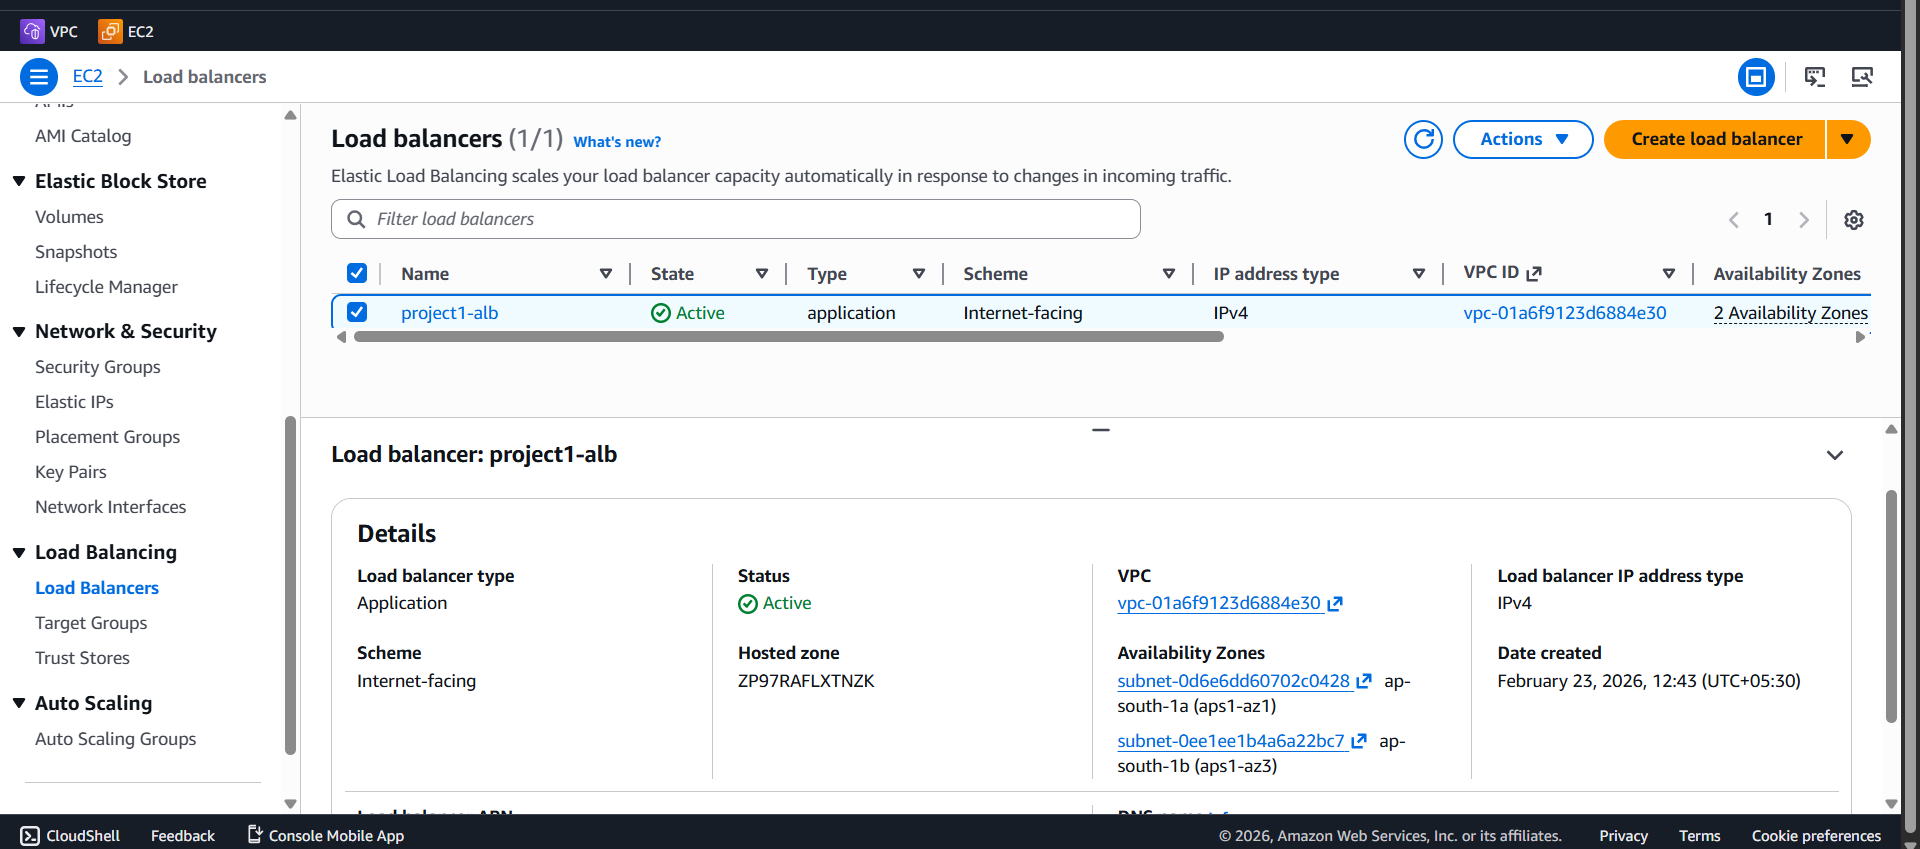 VPC EC2
EC2 Load balancers
AMIs
AMI Catalog
Elastic Block Store
Volumes
Snapshots
Lifecycle Manager
Network & Security
Security Groups
Elastic IPs
Placement Groups
Key Pairs
Network Interfaces
Load Balancing
Load Balancers
Target Groups
Trust Stores
Auto Scaling
Auto Scaling Groups
Load balancers (1/1) What's new?
Actions
Create load balancer
Elastic Load Balancing scales your load balancer capacity automatically in response to changes in incoming traffic.
Filter load balancers
1
Name State Type Scheme IP address type VPC ID Availability Zones
project1-alb Active application Internet-facing IPv4 vpc-01a6f9123d6884e30 2 Availability Zones
Load balancer: project1-alb
Details
Load balancer type
Application
Scheme
Internet-facing
Status
Active
Hosted zone
ZP97RAFLXTNZK
VPC
vpc-01a6f9123d6884e30
Availability Zones
subnet-0d6e6dd60702c0428 ap-
south-1a (aps1-az1)
subnet-0ee1ee1b4a6a22bc7 ap-
south-1b (aps1-az3)
Load balancer IP address type
IPv4
Date created
February 23, 2026, 12:43 (UTC+05:30)
Load balancer ARN
DNS name
CloudShell Feedback Console Mobile App
© 2026, Amazon Web Services, Inc. or its affiliates. Privacy Terms Cookie preferences